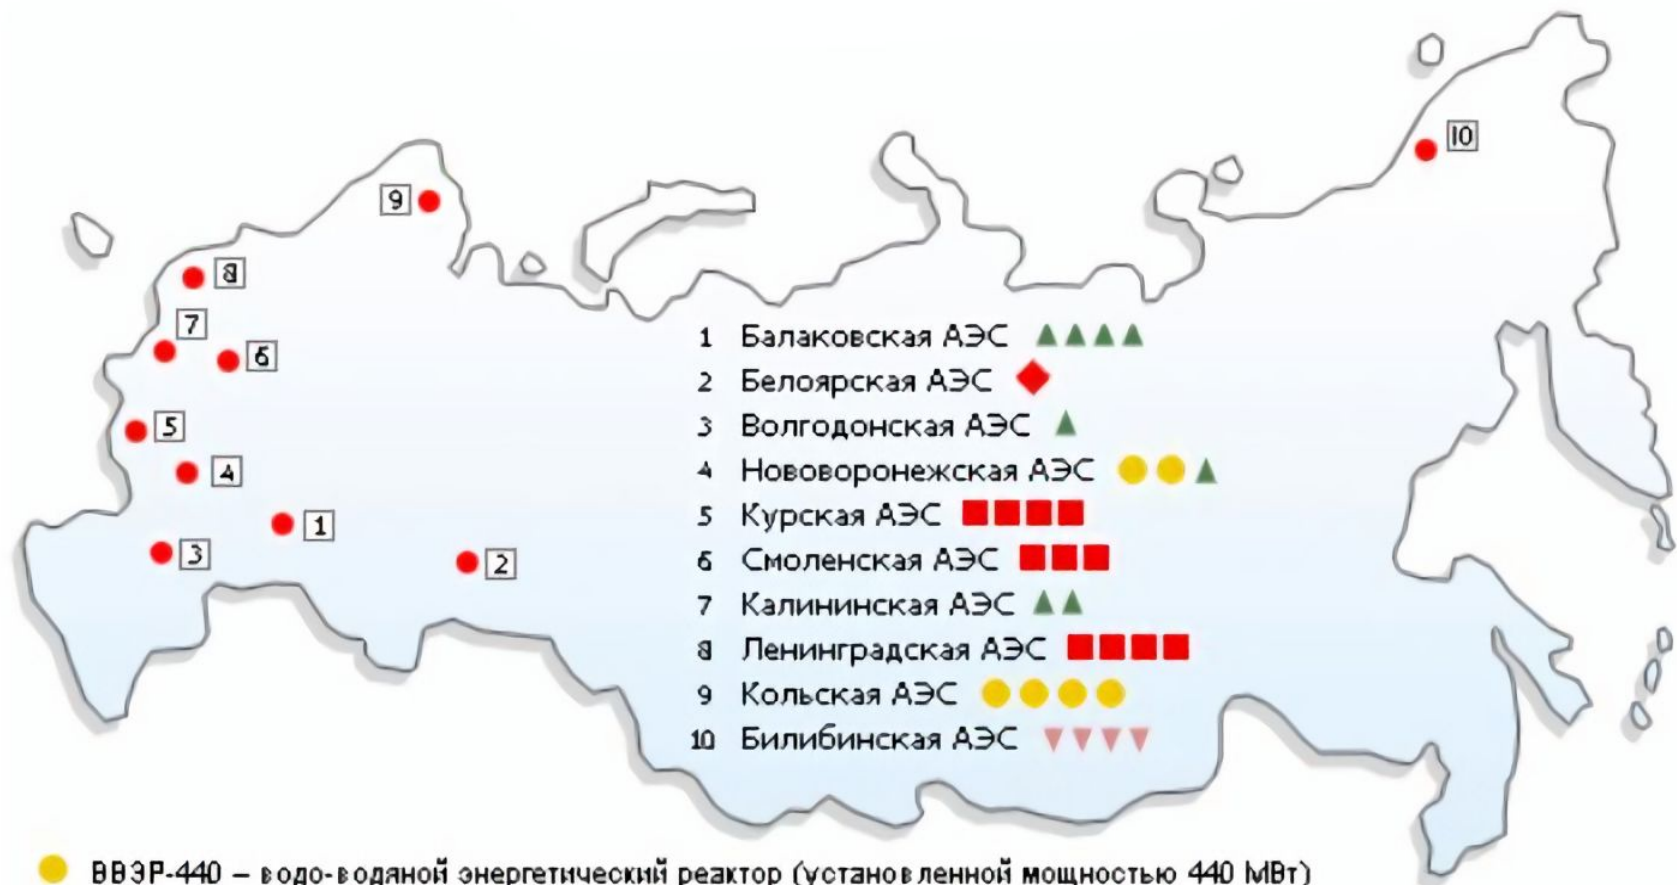 10
9
8
7
6
5
4
1
3
2
1 Балаковская АЭС
2 Белоярская АЭС
3 Волгодонская АЭС
4 Нововоронежская АЭС
5 Курская АЭС
6 Смоленская АЭС
7 Калининская АЭС
8 Ленинградская АЭС
9 Кольская АЭС
10 Билибинская АЭС
ВВЭР-440 – водо-водяной энергетический реактор (установленной мощностью 440 МВт)